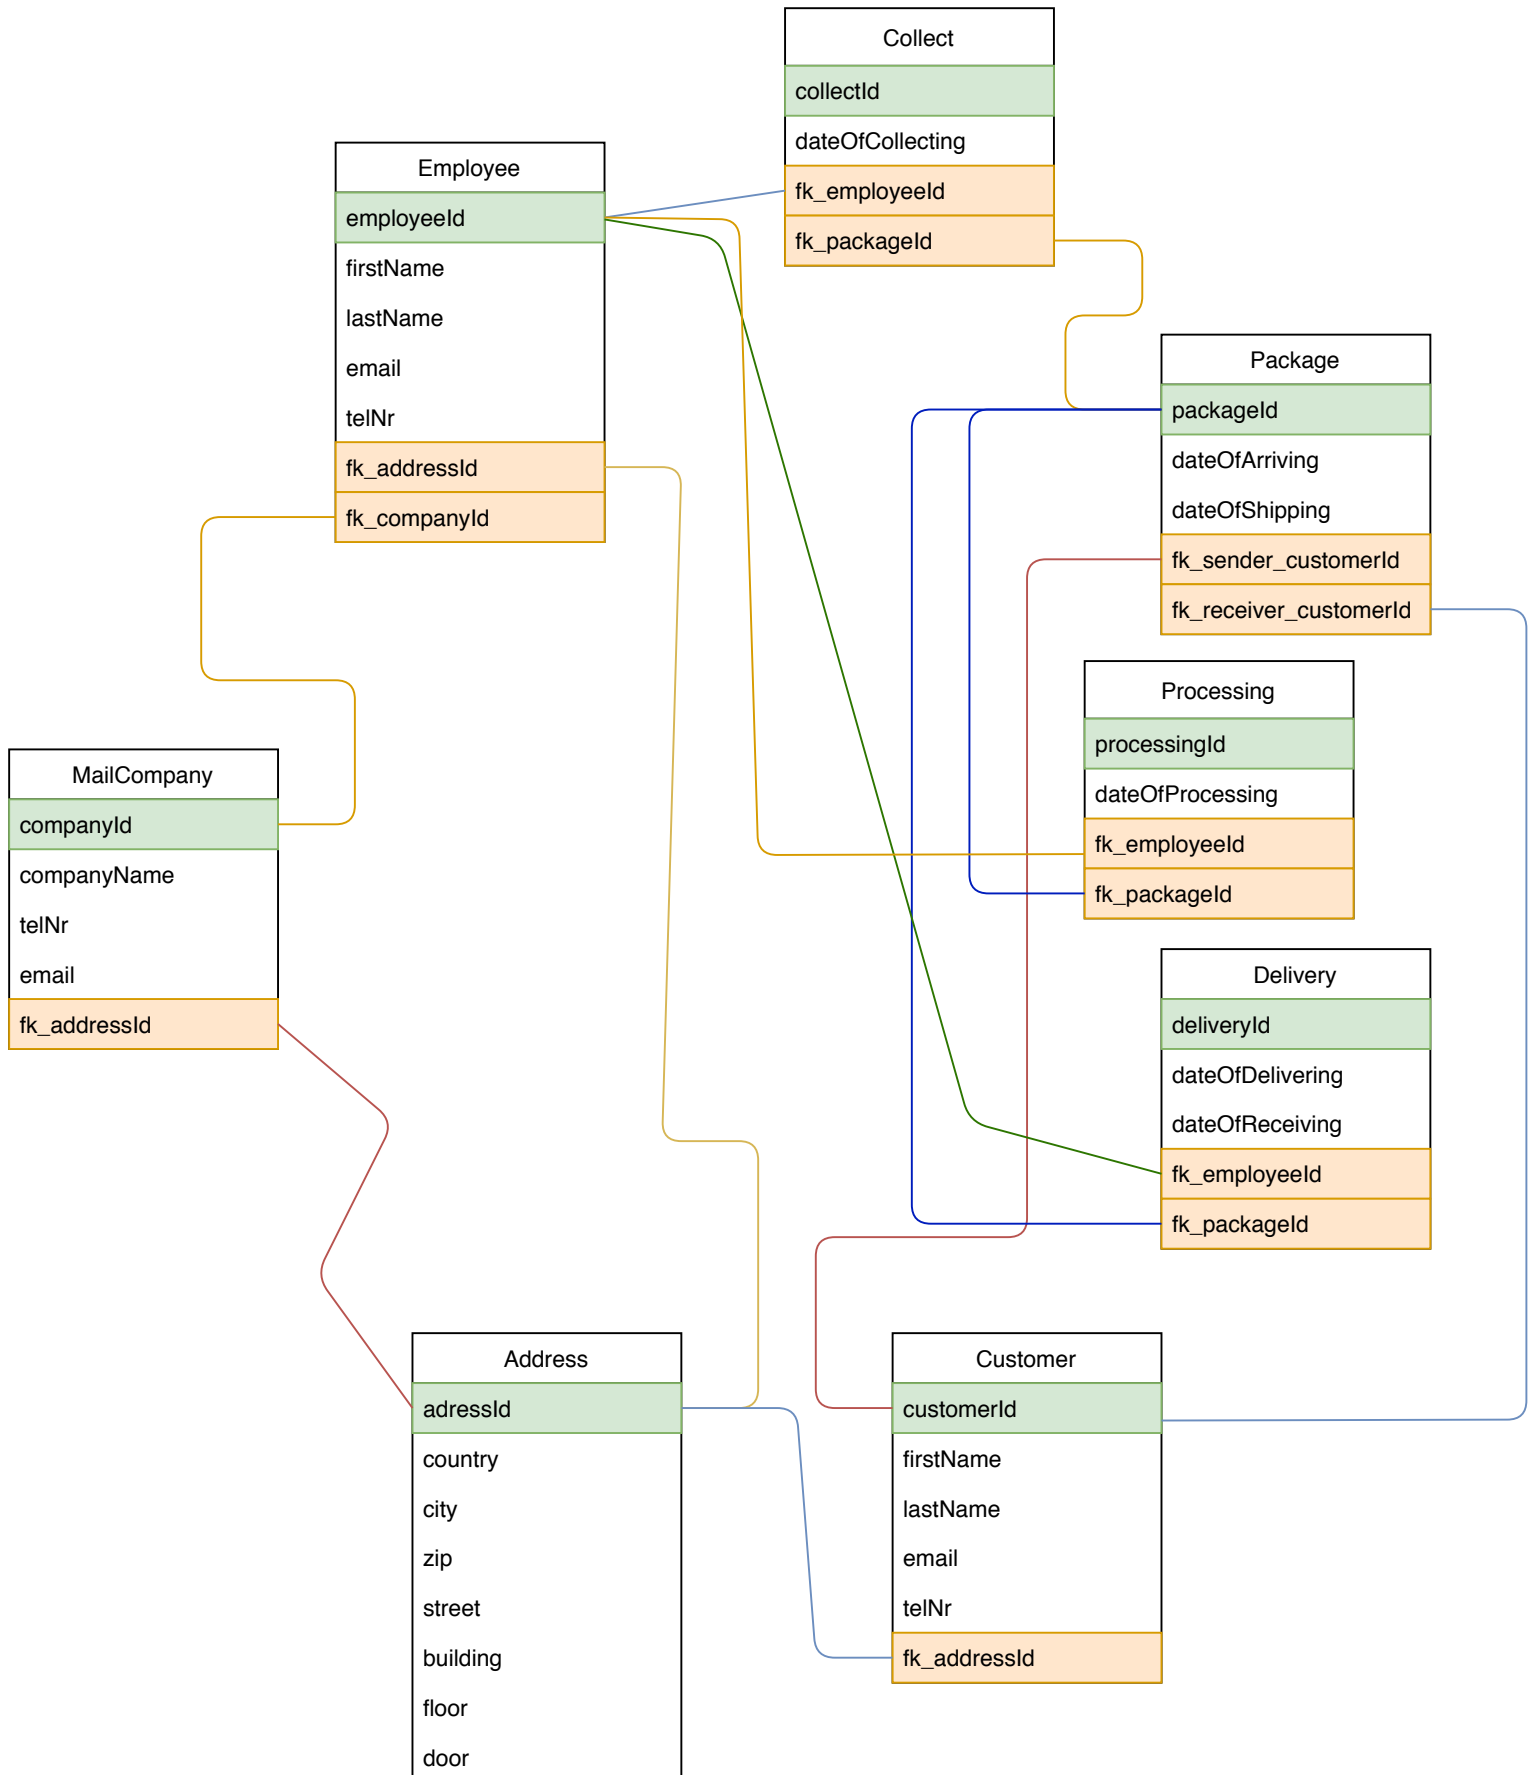 Collect
collectId
dateOfCollecting
fk_employeeId
fk_packageId
Employee
employeeId
firstName
lastName
email
telNr
fk_addressId
fk_companyId
Package
packageId
dateOfArriving
dateOfShipping
fk_sender_customerId
fk_receiver_customerId
Processing
processingId
dateOfProcessing
fk_employeeId
fk_packageId
MailCompany
companyId
companyName
telNr
email
fk_addressId
Delivery
deliveryId
dateOfDelivering
dateOfReceiving
fk_employeeId
fk_packageId
Address
adressId
country
city
zip
street
building
floor
door
Customer
customerId
firstName
lastName
email
telNr
fk_addressId